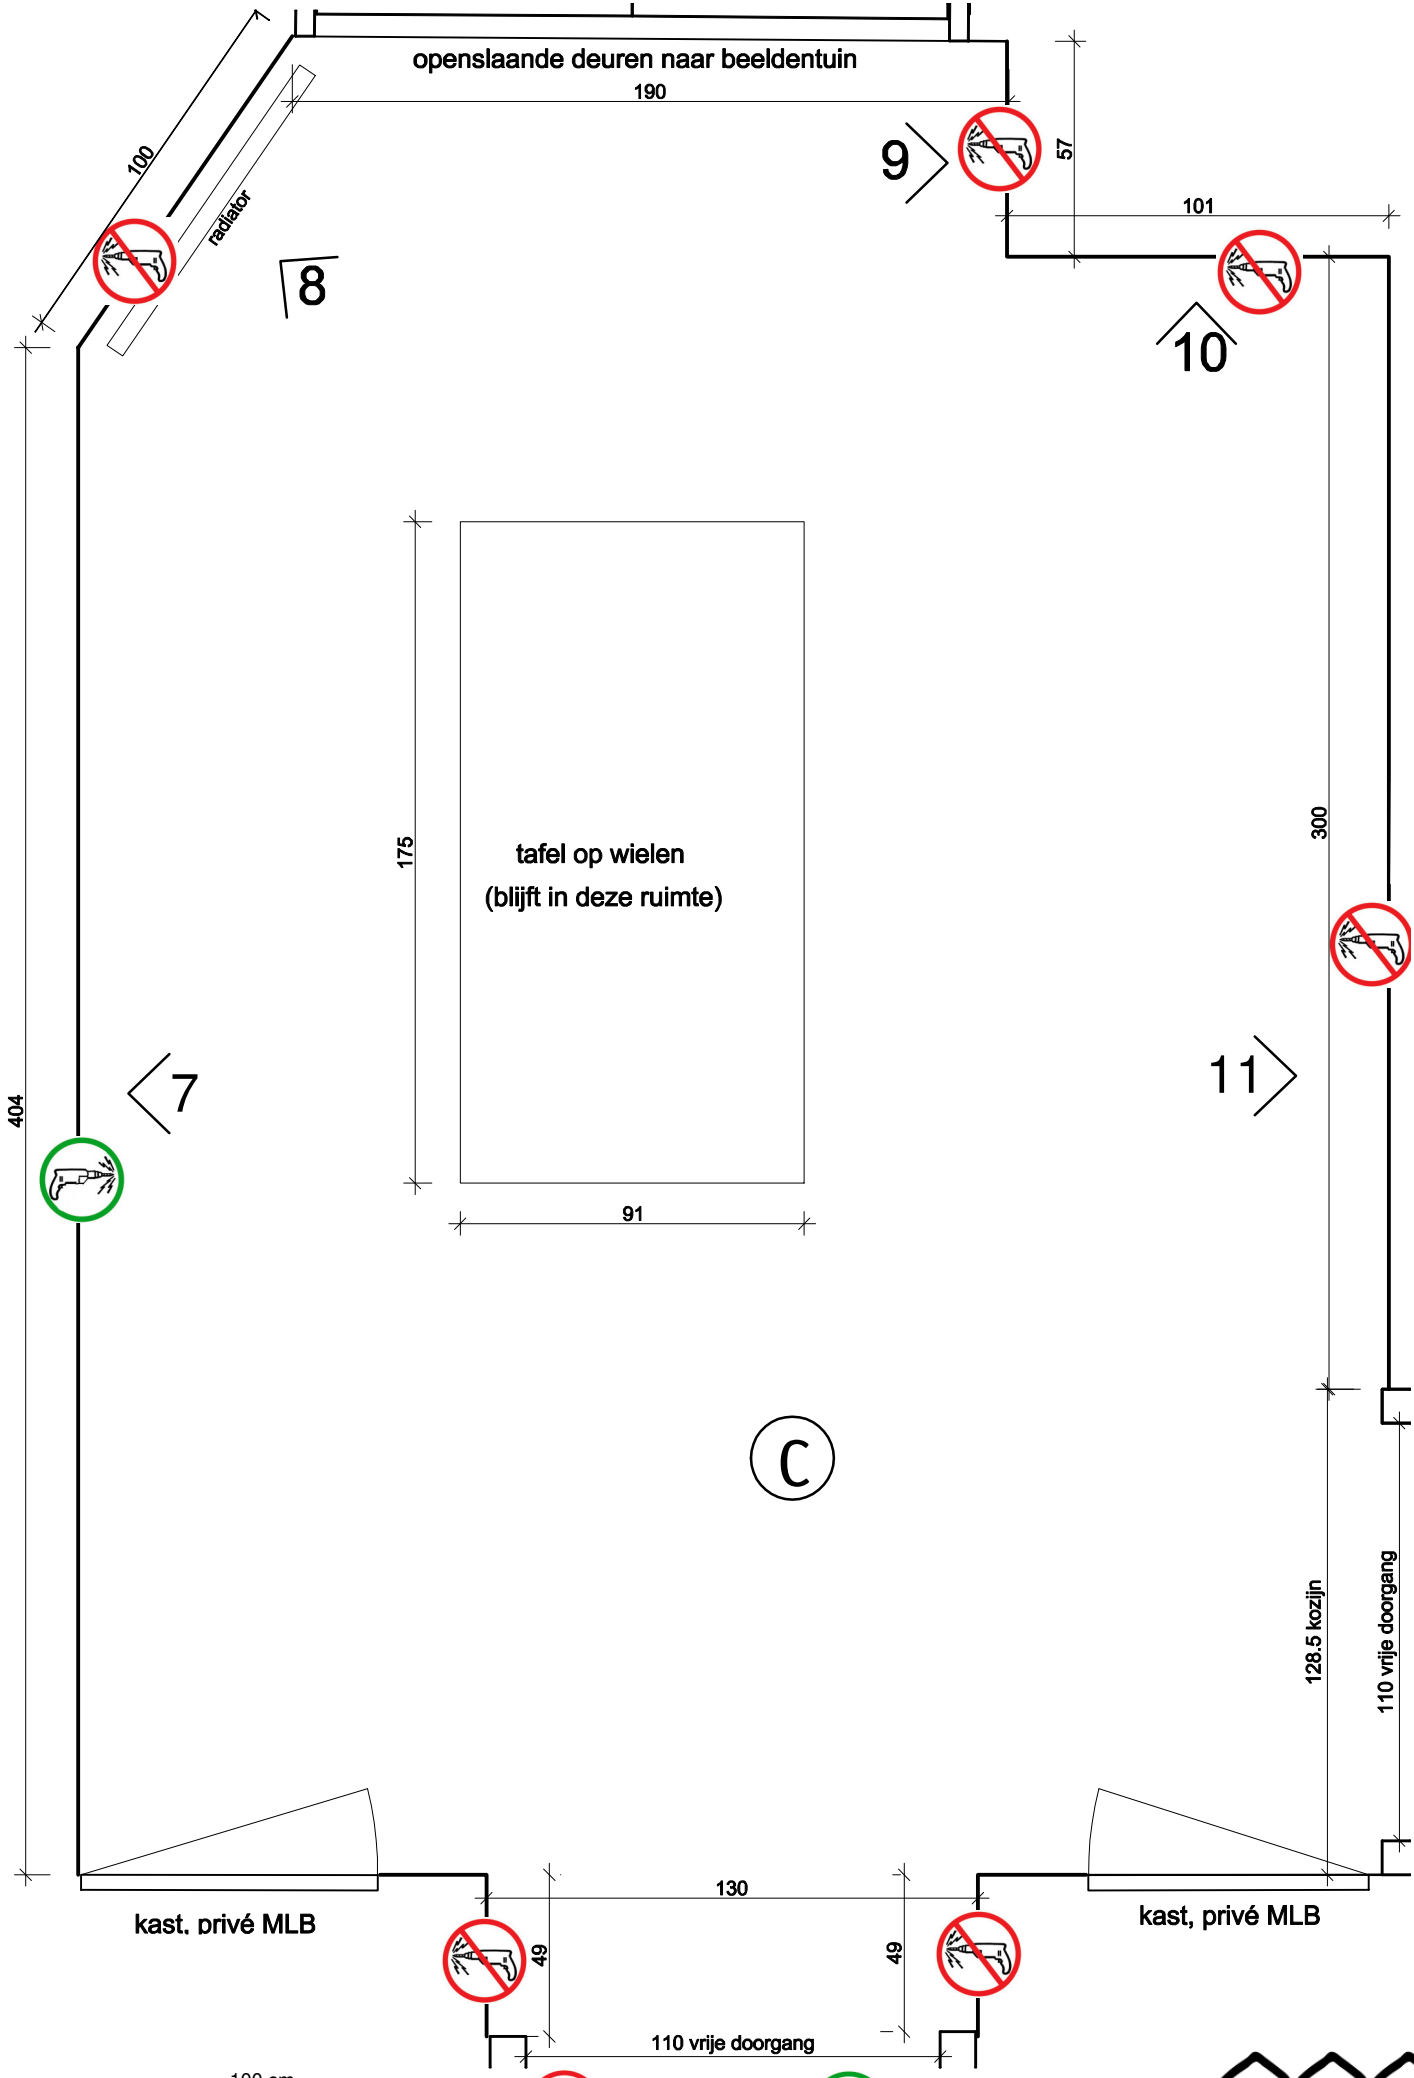 openslaande deuren naar beeldentuin
190
100
radiator
9
57
101
8
10
175
tafel op wielen
(blijft in deze ruimte)
300
404
7
11
91
C
128.5 kozijn
110 vrije doorgang
kast, privé MLB
130
kast, privé MLB
49
49
110 vrije doorgang
100 cm